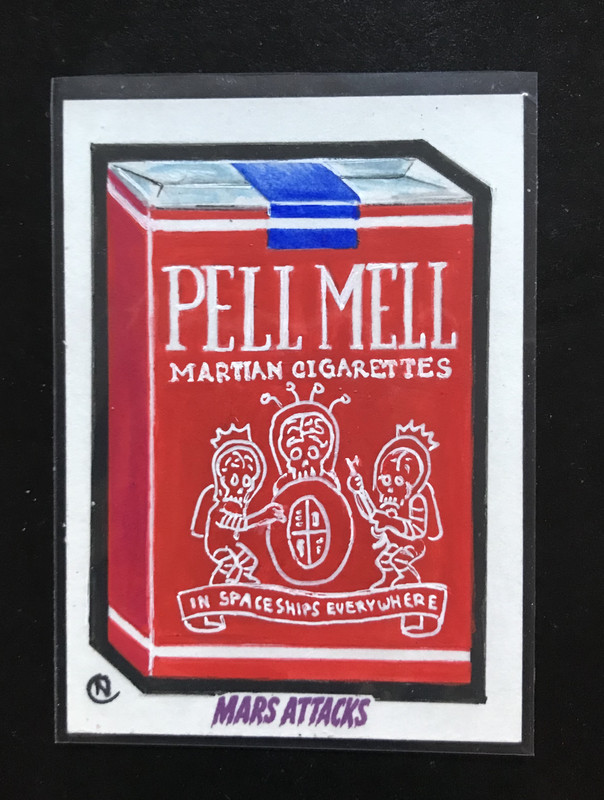 PELL MELL
MARTIAN CIGARETTES
IN SPACESHIPS EVERYWHERE
MARS ATTACKS